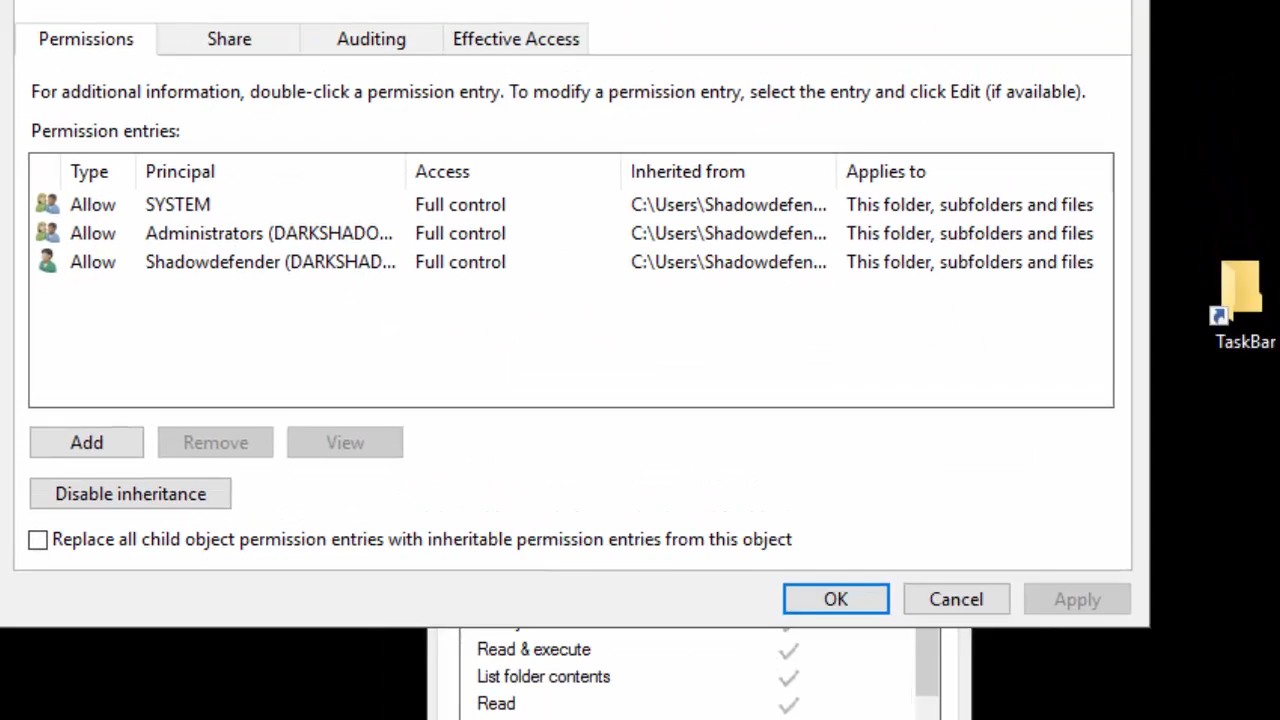 Permissions Share Auditing Effective Access
For additional information, double-click a permission entry. To modify a permission entry, select the entry and click Edit (if available).
Permission entries:
Type Principal Access Inherited from Applies to
Allow SYSTEM Full control C:\Users\Shadowdefen... This folder, subfolders and files
Allow Administrators (DARKSHADO... Full control C:\Users\Shadowdefen... This folder, subfolders and files
Allow Shadowdefender (DARKSHAD... Full control C:\Users\Shadowdefen... This folder, subfolders and files
TaskBar
Add Remove View
Disable inheritance
Replace all child object permission entries with inheritable permission entries from this object
OK Cancel Apply
Read & execute
List folder contents
Read